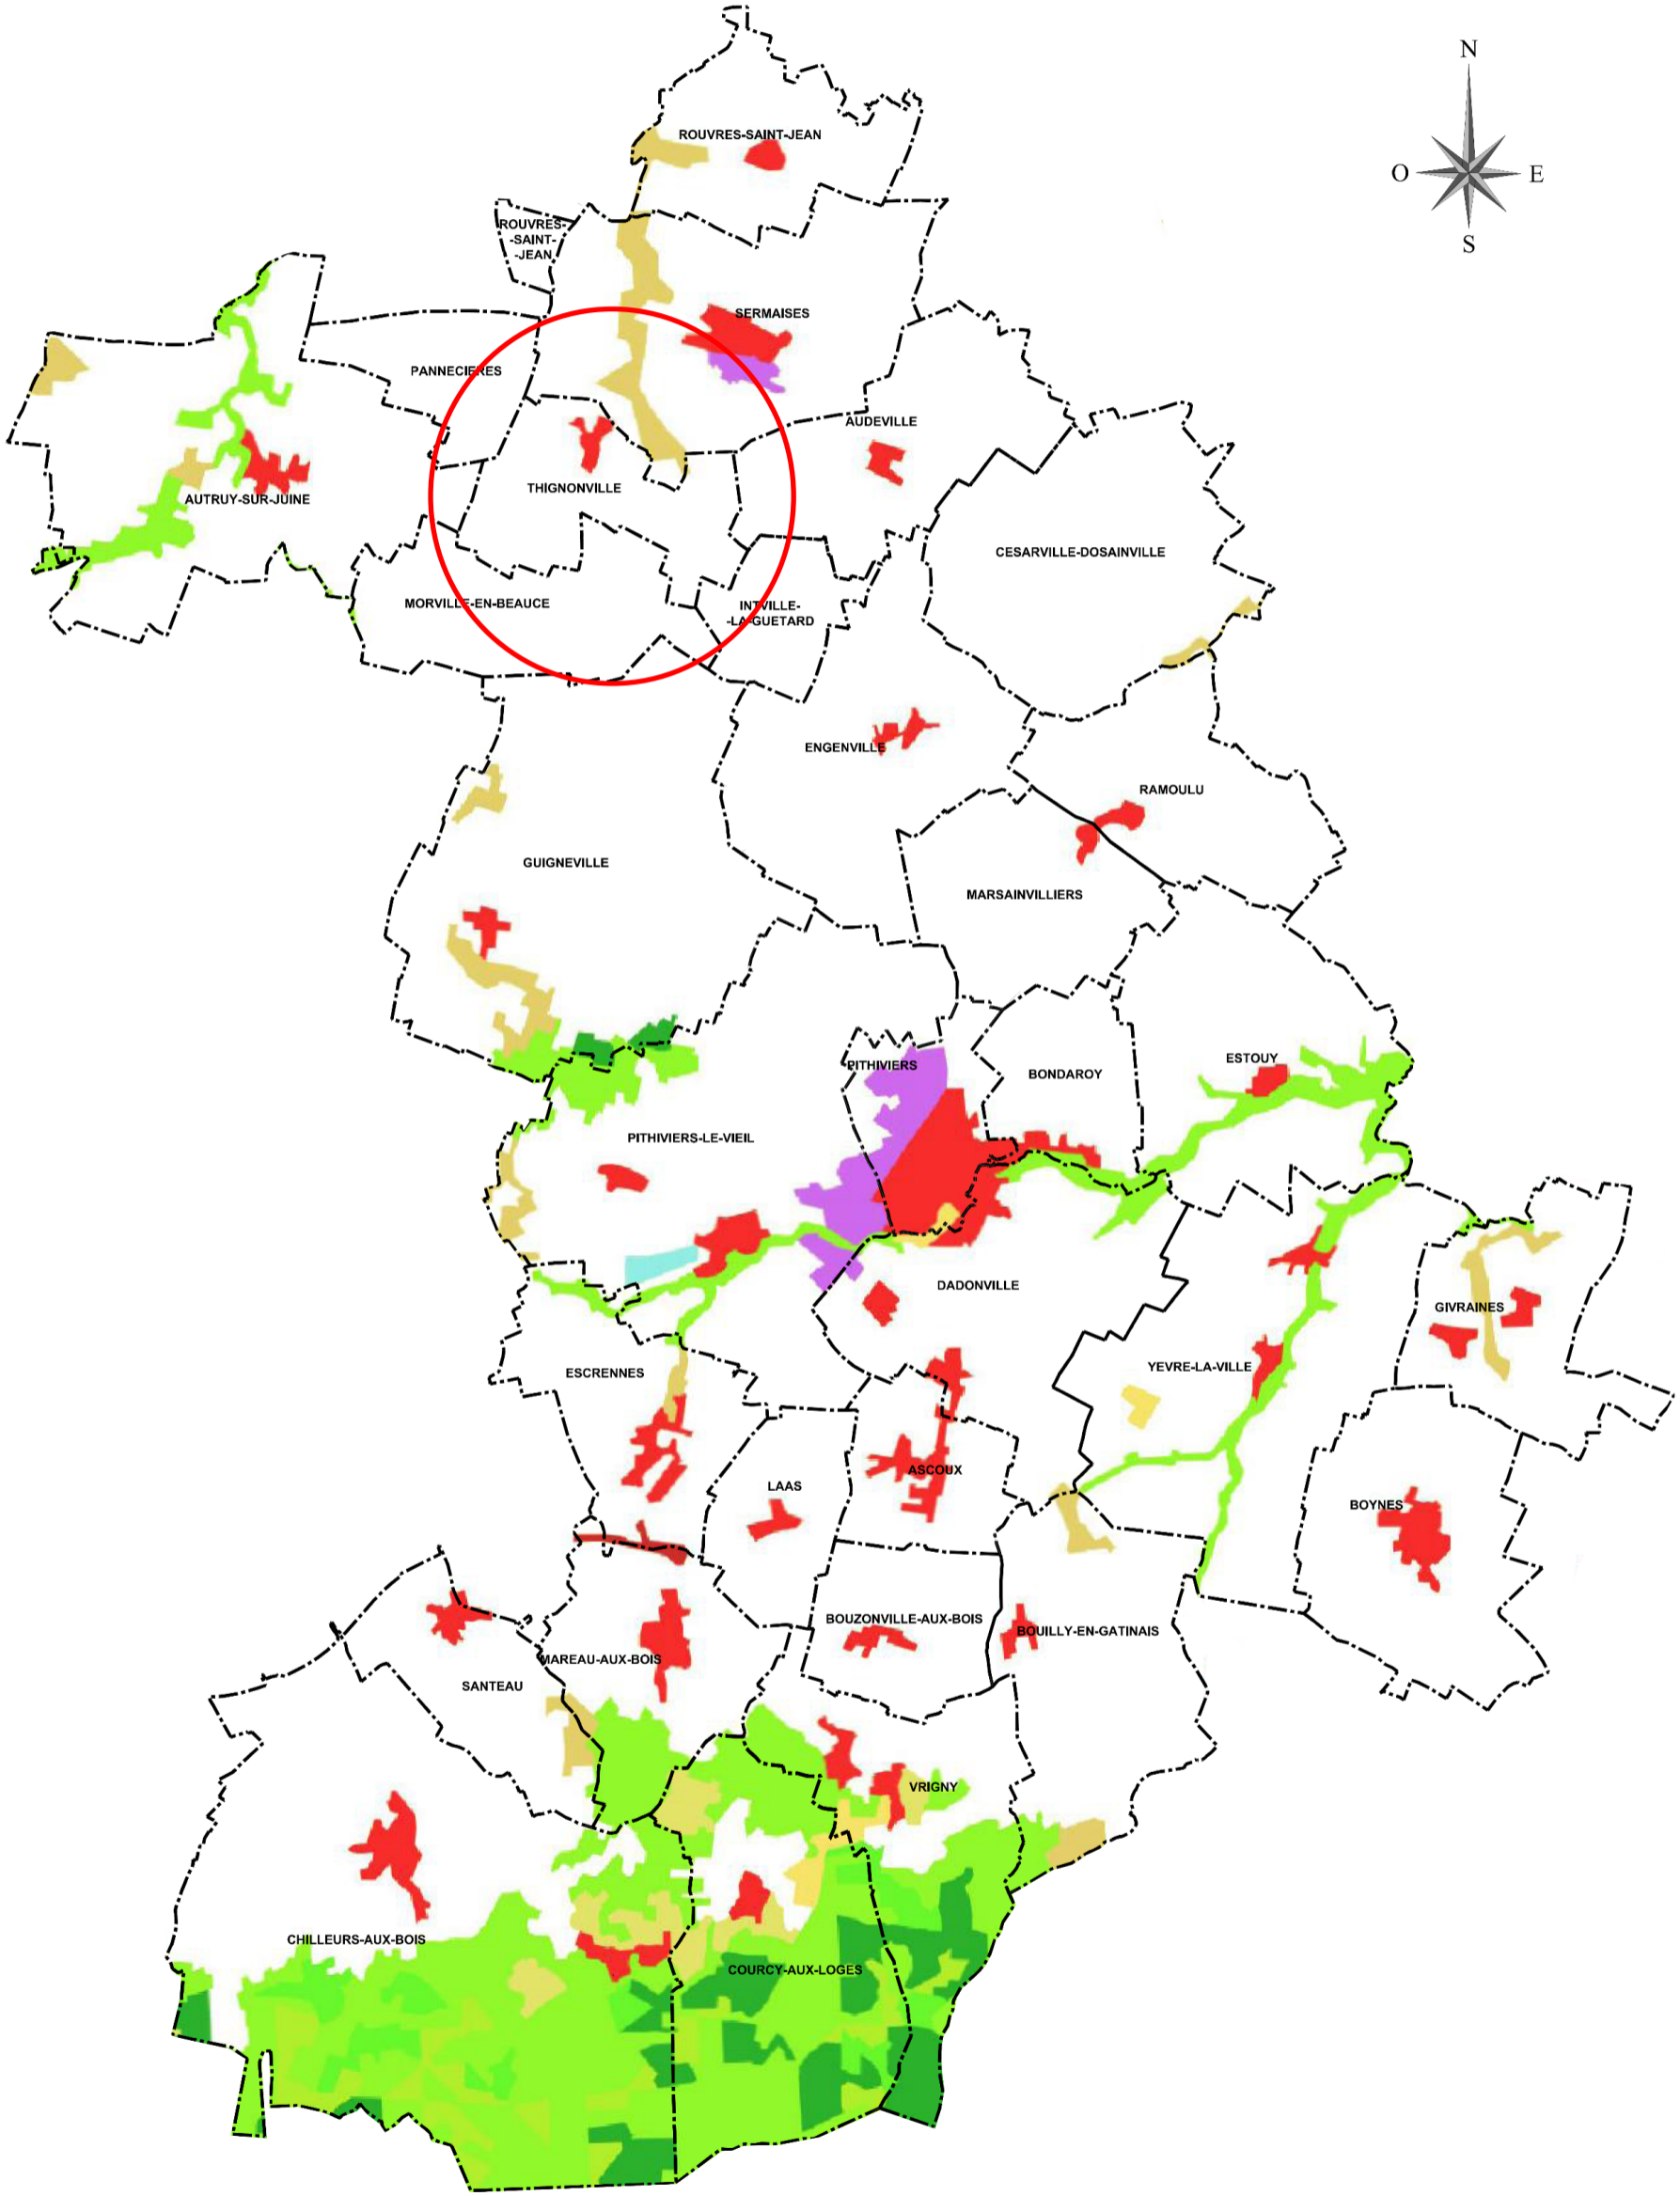 N
ROUVRES-SAINT-JEAN
O
E
ROUVRES-
-SAINT-
-JEAN
S
SERMAISES
PANNECIERES
AUDEVILLE
THIGNONVILLE
AUTRUY-SUR-JUINE
CESARVILLE-DOSAINVILLE
MORVILLE-EN-BEAUCE
INTVILLE-
-LA-GUETARD
ENGENVILLE
RAMOULU
GUIGNEVILLE
MARSAINVILLIERS
ESTOUY
PITHIVIERS
BONDAROY
PITHIVIERS-LE-VIEIL
DADONVILLE
GIVRAINES
YEVRE-LA-VILLE
ESCRENNES
ASCOUX
LAAS
BOYNES
BOUZONVILLE-AUX-BOIS
BOUILLY-EN-GATINAIS
MAREAU-AUX-BOIS
SANTEAU
VRIGNY
CHILLEURS-AUX-BOIS
COURCY-AUX-LOGES